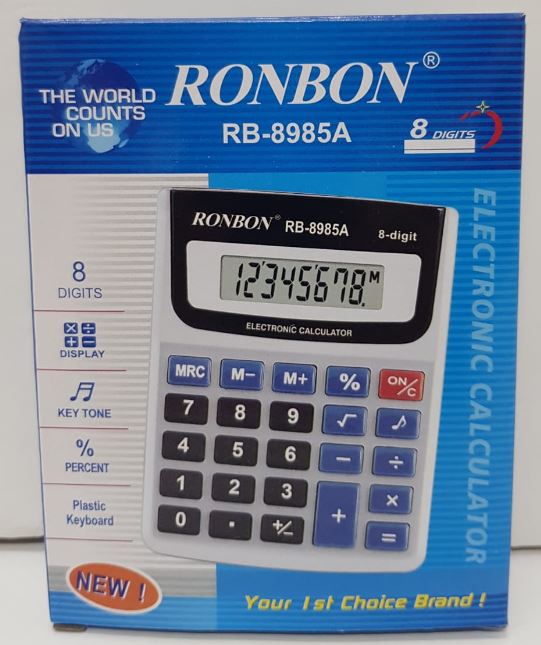 THE WORLD
COUNTS
ON US
RONBON®
RB-8985A
8 DIGITS
RONBON® RB-8985A
8-digit
12345678. M
ELECTRONIC CALCULATOR
8
DIGITS
DISPLAY
KEY TONE
%
PERCENT
Plastic
Keyboard
MRC M− M+ % ON/C
7 8 9 √ ♪
4 5 6 − ÷
1 2 3 + ×
0 . +/− =
ELECTRONIC CALCULATOR
NEW !
Your 1st Choice Brand !